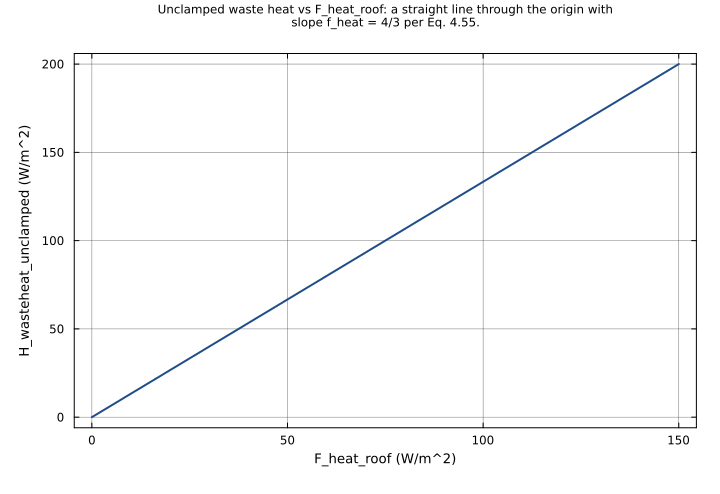 Unclamped waste heat vs F_heat_roof: a straight line through the origin with
slope f_heat = 4/3 per Eq. 4.55.
200
150
100
50
0
H_wasteheat_unclamped (W/m^2)
0
50
100
150
F_heat_roof (W/m^2)